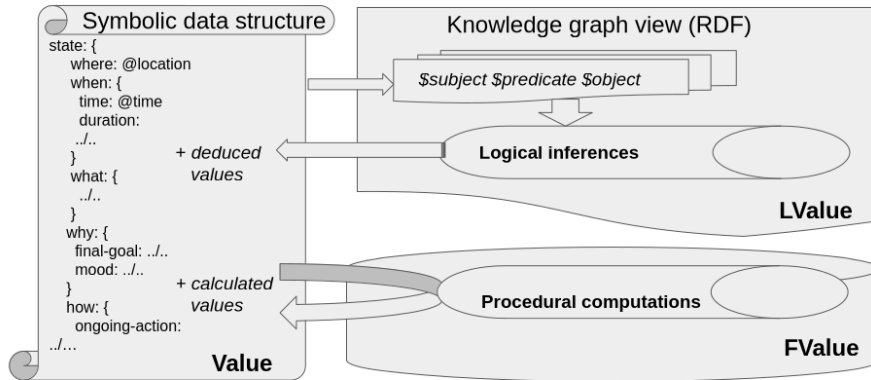 Symbolic data structure
state: {
where: @location
when: {
time: @time
duration:
../..
}
what: {
../..
}
why: {
final-goal: ../..
mood: ../..
}
how: {
ongoing-action:
../…
+ deduced
values
+ calculated
values
Value
Knowledge graph view (RDF)
$subject $predicate $object
Logical inferences
LValue
Procedural computations
FValue